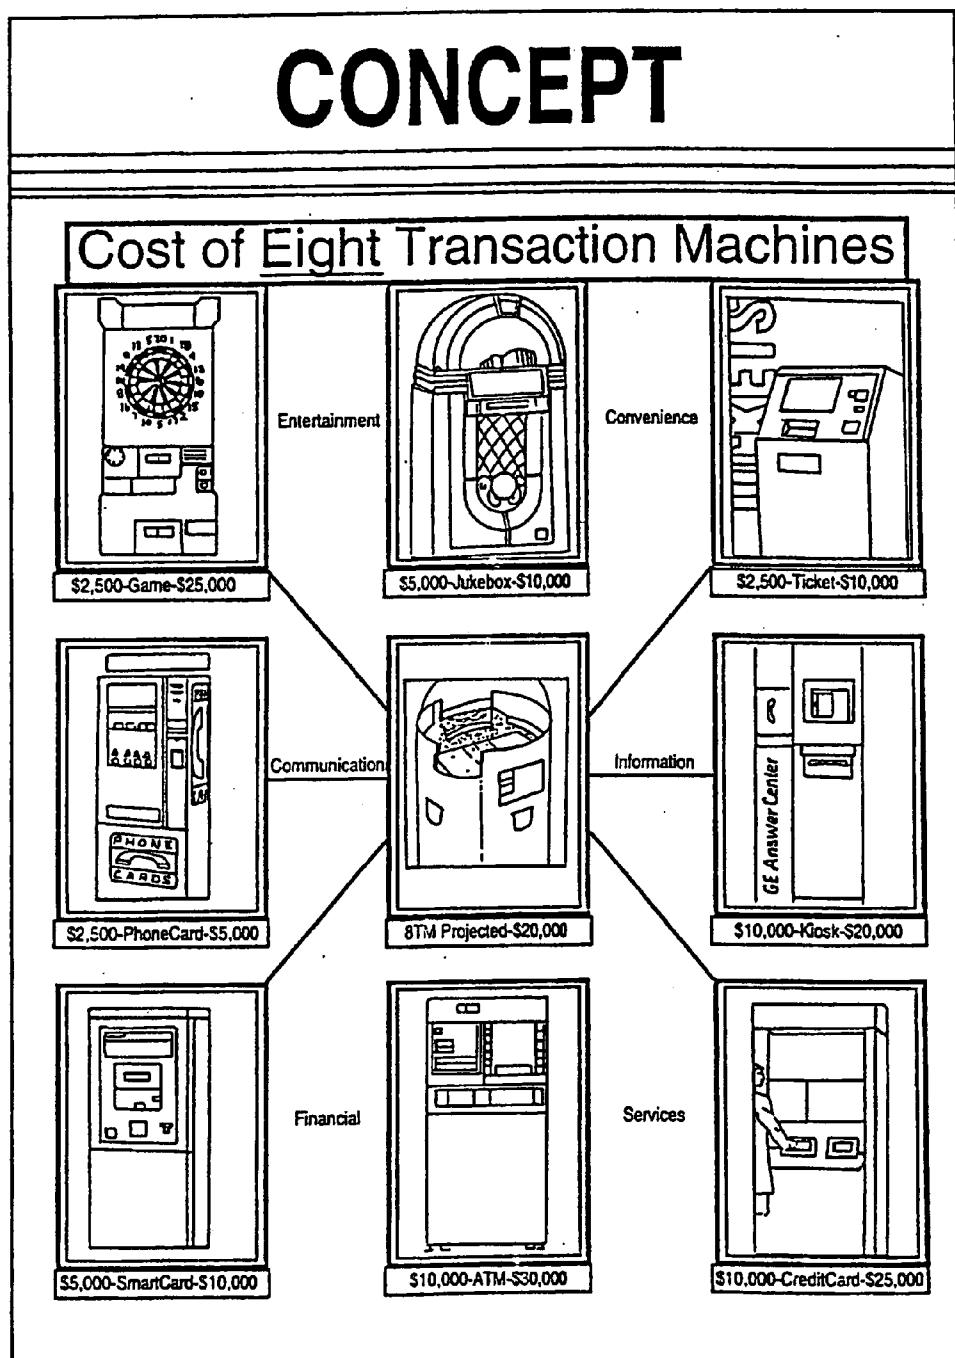 CONCEPT
Cost of Eight Transaction Machines
Entertainment
Convenience
$2,500-Game-$25,000
$5,000-Jukebox-$10,000
$2,500-Ticket-$10,000
Communication
Information
PHONE
CARDS
GE Answer Center
$2,500-PhoneCard-$5,000
8TM Projected-$20,000
$10,000-Kiosk-$20,000
Financial
Services
$5,000-SmartCard-$10,000
$10,000-ATM-$30,000
$10,000-CreditCard-$25,000